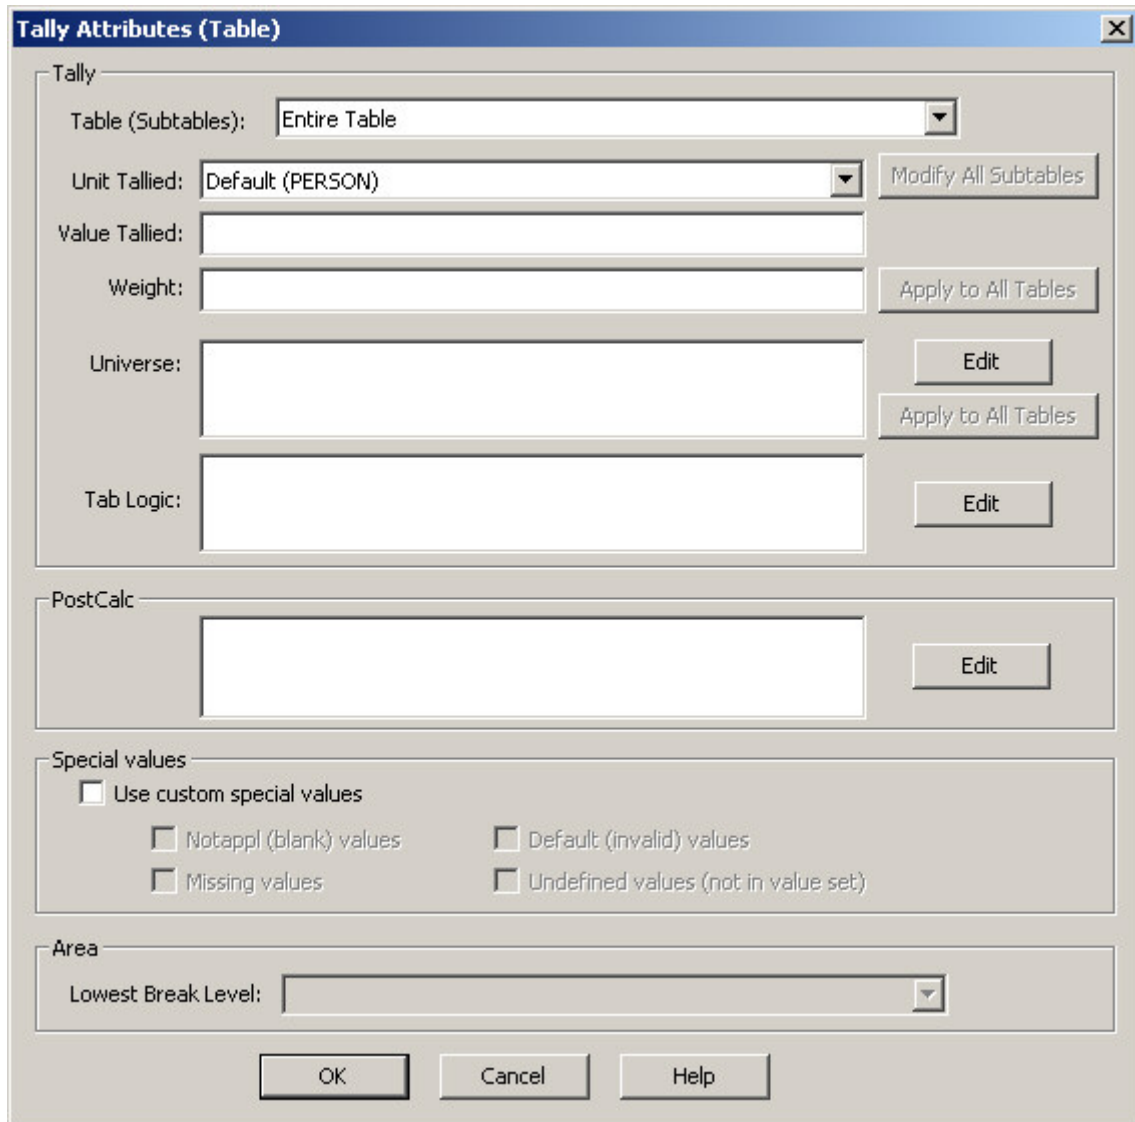 Tally Attributes (Table)
Tally
Table (Subtables): Entire Table
Unit Tallied: Default (PERSON) Modify All Subtables
Value Tallied:
Weight: Apply to All Tables
Universe: Edit
Apply to All Tables
Tab Logic: Edit
PostCalc
Edit
Special values
Use custom special values
Notappl (blank) values Default (invalid) values
Missing values Undefined values (not in value set)
Area
Lowest Break Level:
OK Cancel Help